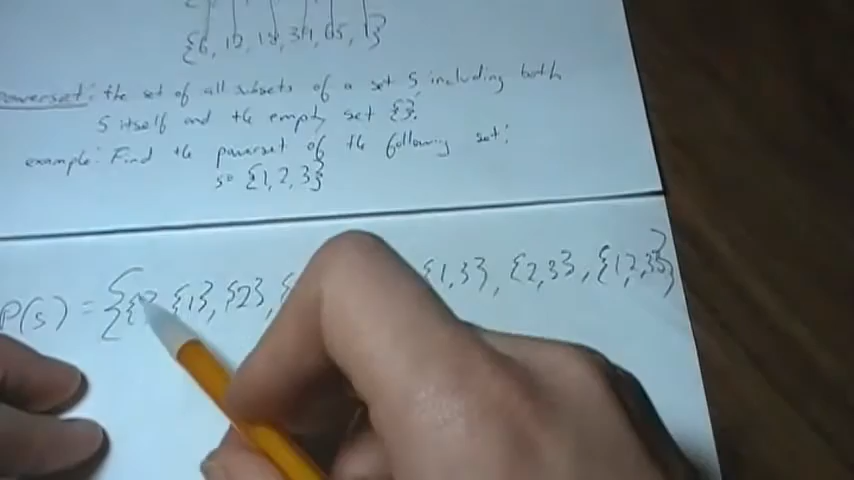 {6, 12, 18, 31, 65, 1}
Powerset: the set of all subsets of a set S including both
S itself and the empty set { }.
example: Find the powerset of the following set:
S= {1, 2, 3}
P(s) = {{ }, {1}, {2}, { {1,3}, {2,3}, {1,2,3}}